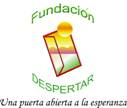 Fundación
DESPERTAR
Una puerta abierta a la esperanza